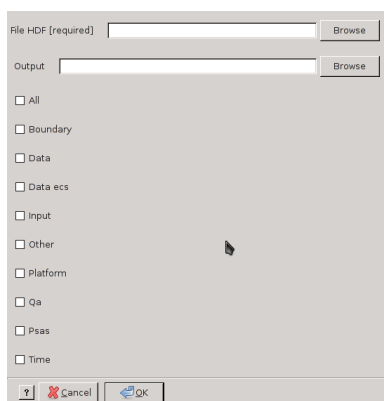 File HDF [required] Browse
Output Browse
All
Boundary
Data
Data ecs
Input
Other
Platform
Qa
Psas
Time
? Cancel OK